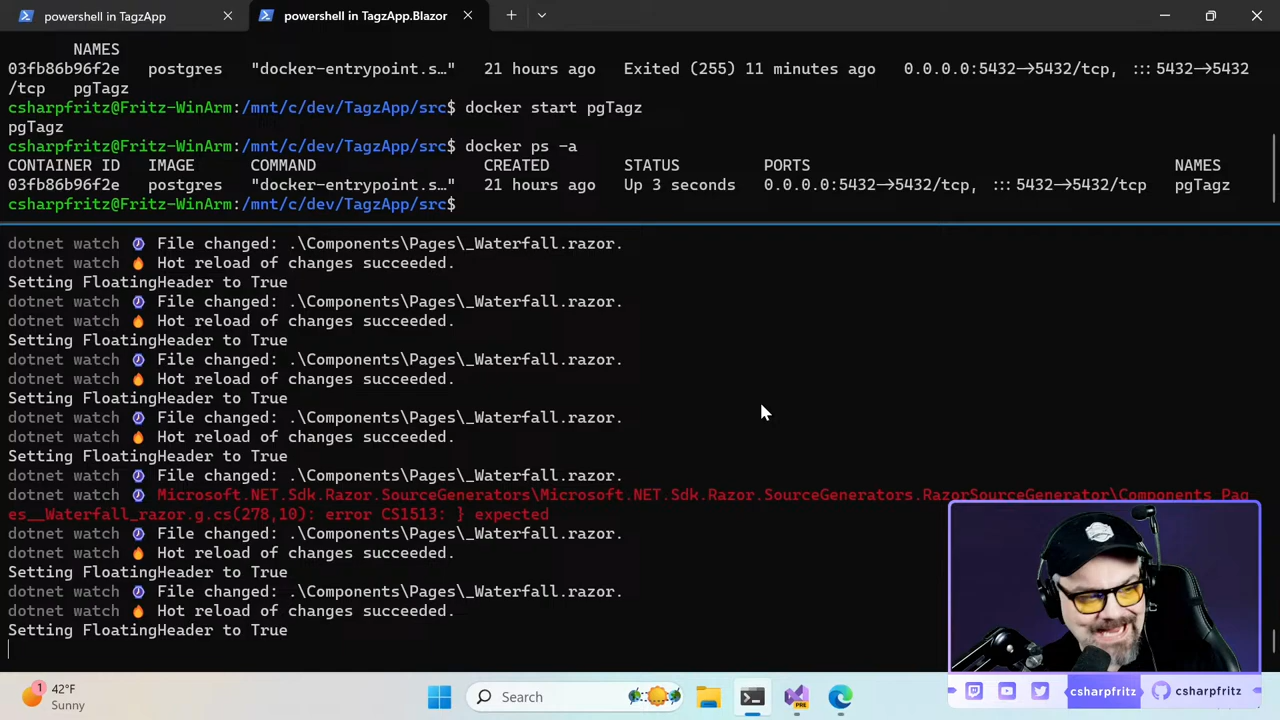 powershell in TagzApp
powershell in TagzApp.Blazor
NAMES
03fb86b96f2e postgres "docker-entrypoint.s…" 21 hours ago Exited (255) 11 minutes ago 0.0.0.0:5432->5432/tcp, :::5432->5432
/tcp pgTagz
csharpfritz@Fritz-WinArm:/mnt/c/dev/TagzApp/src$ docker start pgTagz
pgTagz
csharpfritz@Fritz-WinArm:/mnt/c/dev/TagzApp/src$ docker ps -a
CONTAINER ID IMAGE COMMAND CREATED STATUS PORTS NAMES
03fb86b96f2e postgres "docker-entrypoint.s…" 21 hours ago Up 3 seconds 0.0.0.0:5432->5432/tcp, :::5432->5432/tcp pgTagz
csharpfritz@Fritz-WinArm:/mnt/c/dev/TagzApp/src$
dotnet watch File changed: .\Components\Pages\_Waterfall.razor.
dotnet watch 🔥 Hot reload of changes succeeded.
Setting FloatingHeader to True
dotnet watch File changed: .\Components\Pages\_Waterfall.razor.
dotnet watch 🔥 Hot reload of changes succeeded.
Setting FloatingHeader to True
dotnet watch File changed: .\Components\Pages\_Waterfall.razor.
dotnet watch 🔥 Hot reload of changes succeeded.
Setting FloatingHeader to True
dotnet watch File changed: .\Components\Pages\_Waterfall.razor.
dotnet watch 🔥 Hot reload of changes succeeded.
Setting FloatingHeader to True
dotnet watch File changed: .\Components\Pages\_Waterfall.razor.
dotnet watch Microsoft.NET.Sdk.Razor.SourceGenerators\Microsoft.NET.Sdk.Razor.SourceGenerators.RazorSourceGenerator\Components_Pag
es__Waterfall_razor.g.cs(278,10): error CS1513: } expected
dotnet watch File changed: .\Components\Pages\_Waterfall.razor.
dotnet watch 🔥 Hot reload of changes succeeded.
Setting FloatingHeader to True
dotnet watch File changed: .\Components\Pages\_Waterfall.razor.
dotnet watch 🔥 Hot reload of changes succeeded.
Setting FloatingHeader to True
csharpfritz
csharpfritz
1
42°F
Sunny
Search
PRE